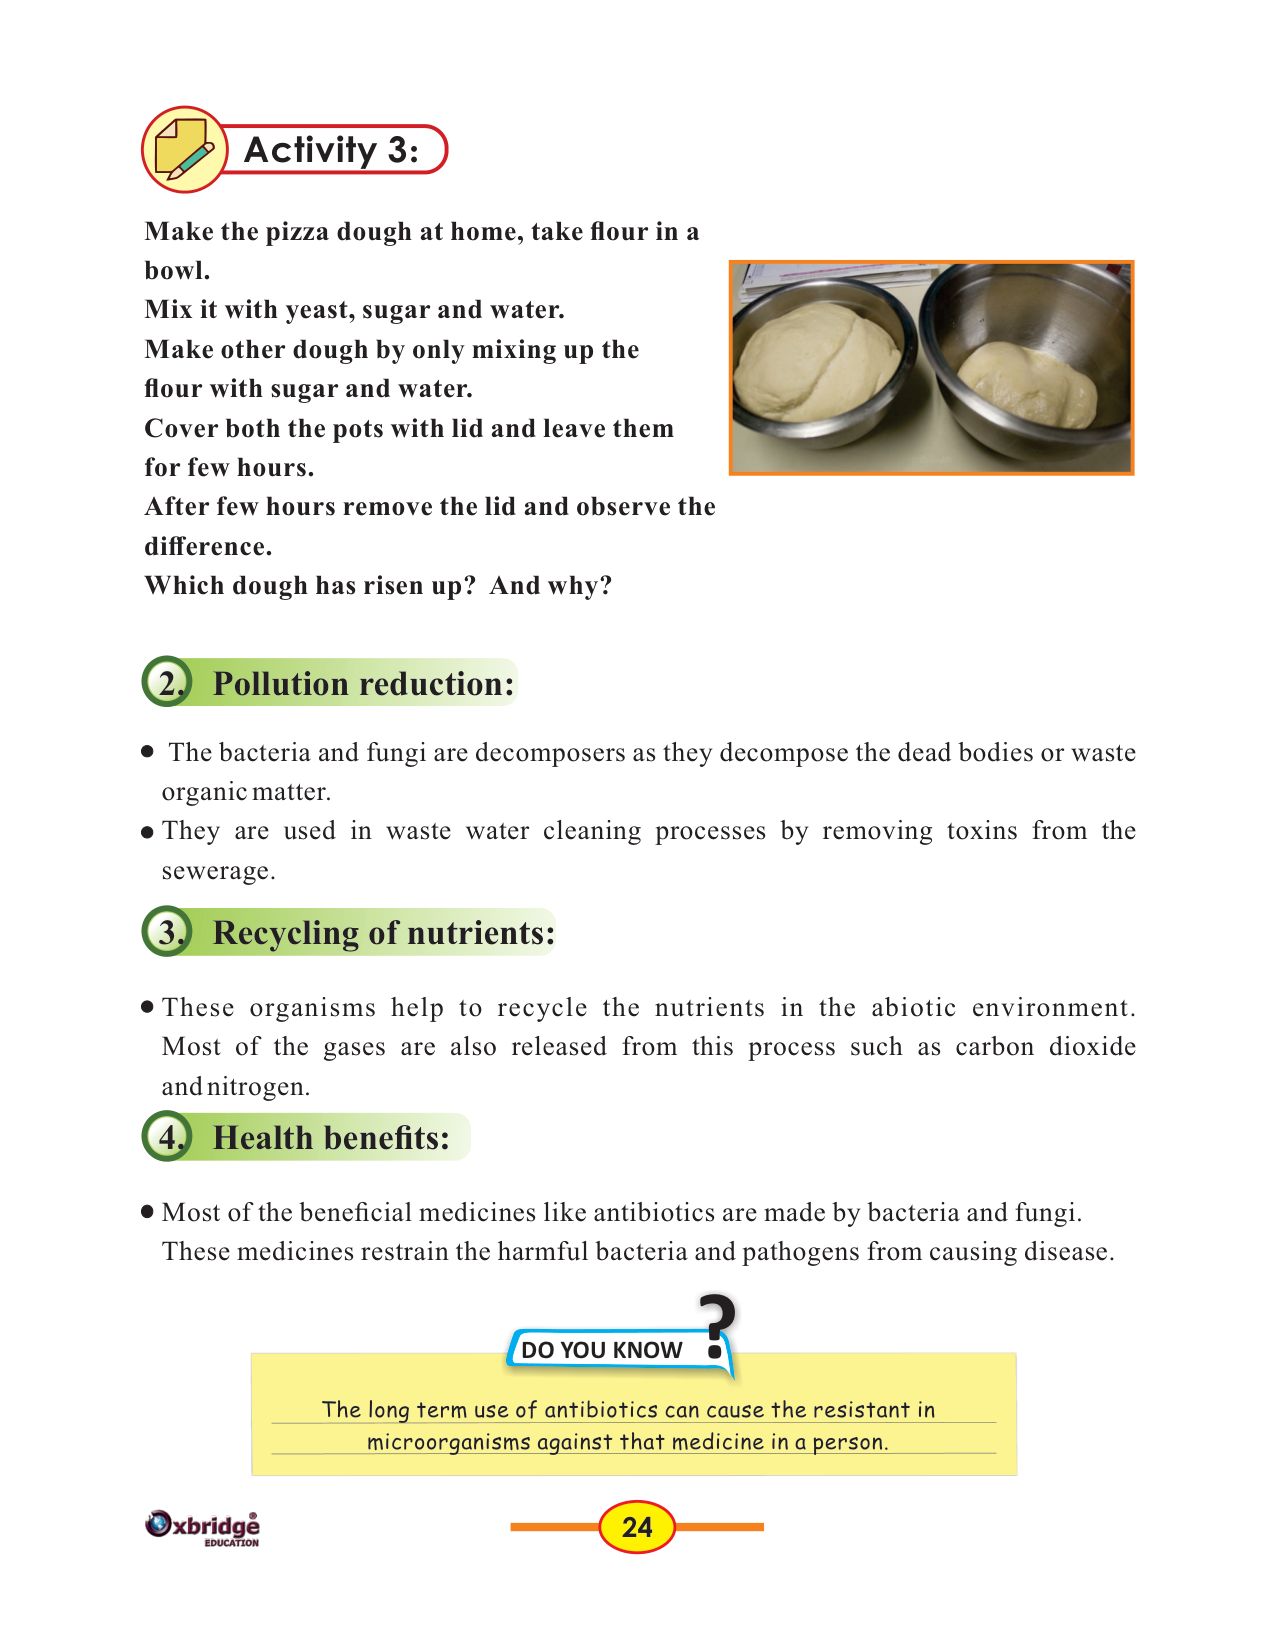 Activity 3:
Make the pizza dough at home, take flour in a
bowl.
Mix it with yeast, sugar and water.
Make other dough by only mixing up the
flour with sugar and water.
Cover both the pots with lid and leave them
for few hours.
After few hours remove the lid and observe the
difference.
Which dough has risen up? And why?
2. Pollution reduction:
● The bacteria and fungi are decomposers as they decompose the dead bodies or waste
organic matter.
● They are used in waste water cleaning processes by removing toxins from the
sewerage.
3. Recycling of nutrients:
● These organisms help to recycle the nutrients in the abiotic environment.
Most of the gases are also released from this process such as carbon dioxide
and nitrogen.
4. Health benefits:
● Most of the beneficial medicines like antibiotics are made by bacteria and fungi.
These medicines restrain the harmful bacteria and pathogens from causing disease.
DO YOU KNOW ?
The long term use of antibiotics can cause the resistant in
microorganisms against that medicine in a person.
Oxbridge®
EDUCATION
24